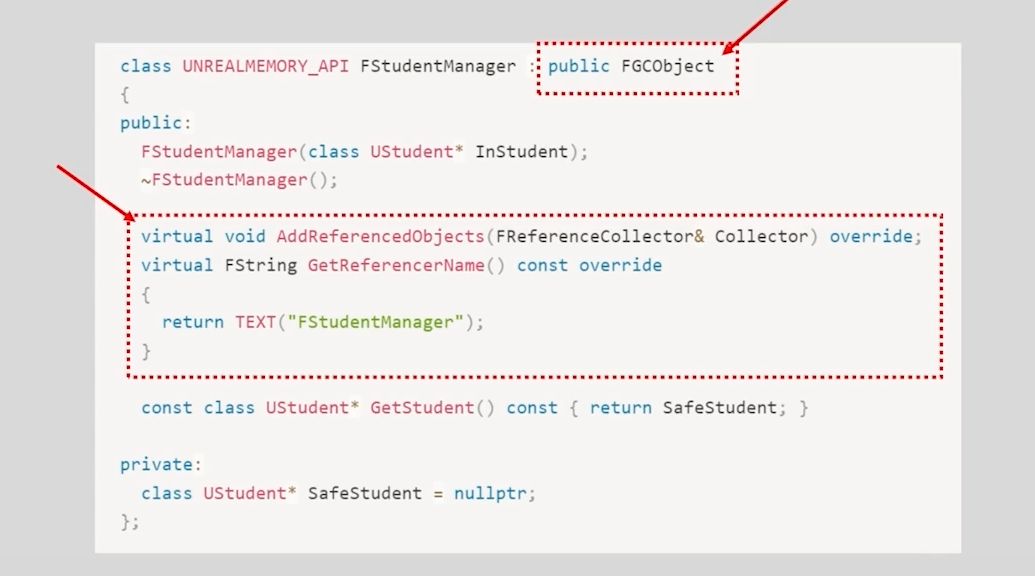 class UNREALMEMORY_API FStudentManager : public FGCObject
{
public:
FStudentManager(class UStudent* InStudent);
~FStudentManager();
virtual void AddReferencedObjects(FReferenceCollector& Collector) override;
virtual FString GetReferencerName() const override
{
return TEXT("FStudentManager");
}
const class UStudent* GetStudent() const { return SafeStudent; }
private:
class UStudent* SafeStudent = nullptr;
};